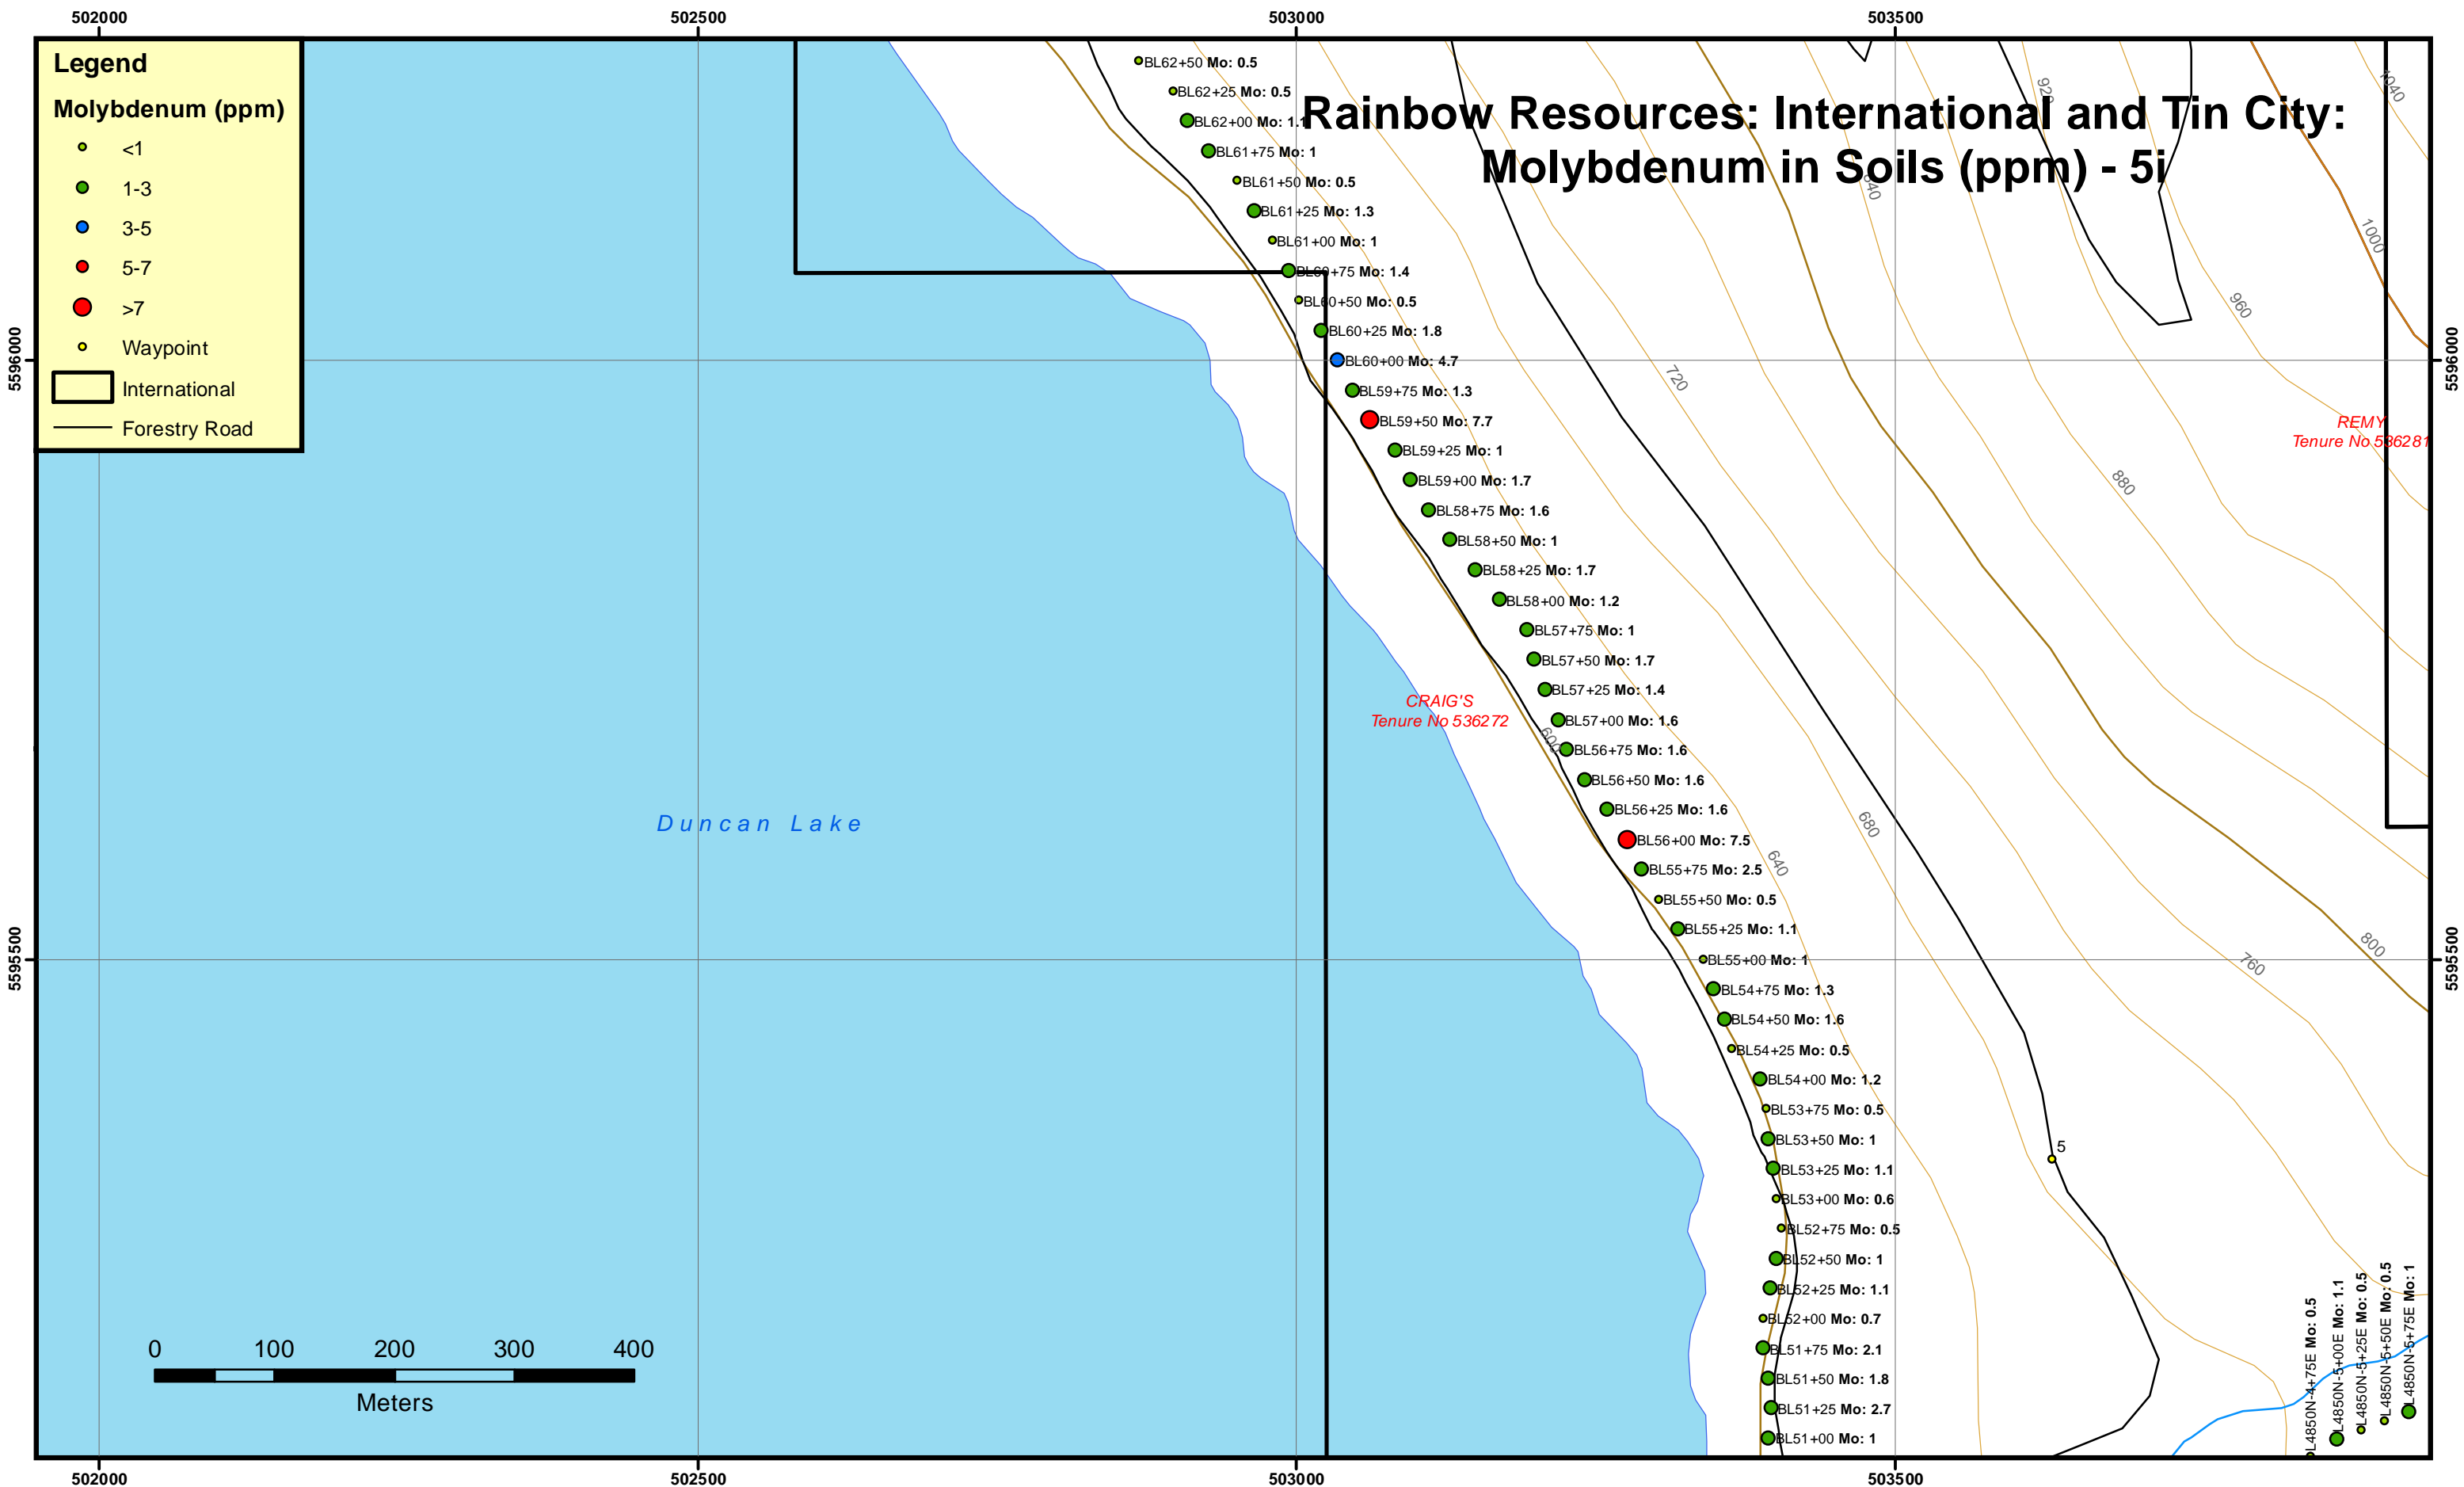 502000
502500
503000
503500
Legend
Molybdenum (ppm)
<1
1-3
3-5
5-7
>7
Waypoint
International
Forestry Road
Rainbow Resources: International and Tin City:
Molybdenum in Soils (ppm) - 5i
BL62+50 Mo: 0.5
BL62+25 Mo: 0.5
BL62+00 Mo: 1.1
BL61+75 Mo: 1
BL61+50 Mo: 0.5
BL61+25 Mo: 1.3
BL61+00 Mo: 1
BL60+75 Mo: 1.4
BL60+50 Mo: 0.5
BL60+25 Mo: 1.8
BL60+00 Mo: 4.7
BL59+75 Mo: 1.3
BL59+50 Mo: 7.7
BL59+25 Mo: 1
BL59+00 Mo: 1.7
BL58+75 Mo: 1.6
BL58+50 Mo: 1
BL58+25 Mo: 1.7
BL58+00 Mo: 1.2
BL57+75 Mo: 1
BL57+50 Mo: 1.7
BL57+25 Mo: 1.4
BL57+00 Mo: 1.6
BL56+75 Mo: 1.6
BL56+50 Mo: 1.6
BL56+25 Mo: 1.6
BL56+00 Mo: 7.5
BL55+75 Mo: 2.5
BL55+50 Mo: 0.5
BL55+25 Mo: 1.1
BL55+00 Mo: 1
BL54+75 Mo: 1.3
BL54+50 Mo: 1.6
BL54+25 Mo: 0.5
BL54+00 Mo: 1.2
BL53+75 Mo: 0.5
BL53+50 Mo: 1
BL53+25 Mo: 1.1
BL53+00 Mo: 0.6
BL52+75 Mo: 0.5
BL52+50 Mo: 1
BL52+25 Mo: 1.1
BL52+00 Mo: 0.7
BL51+75 Mo: 2.1
BL51+50 Mo: 1.8
BL51+25 Mo: 2.7
BL51+00 Mo: 1
L4850N-4+75E Mo: 0.5
L4850N-5+00E Mo: 1.1
L4850N-5+25E Mo: 0.5
L4850N-5+50E Mo: 0.5
L4850N-5+75E Mo: 1
1040
920
840
1000
960
720
880
600
680
640
800
760
5
REMY
Tenure No 536281
CRAIG'S
Tenure No 536272
Duncan Lake
5596000
5596000
5595500
5595500
0 100 200 300 400
Meters
502000
502500
503000
503500